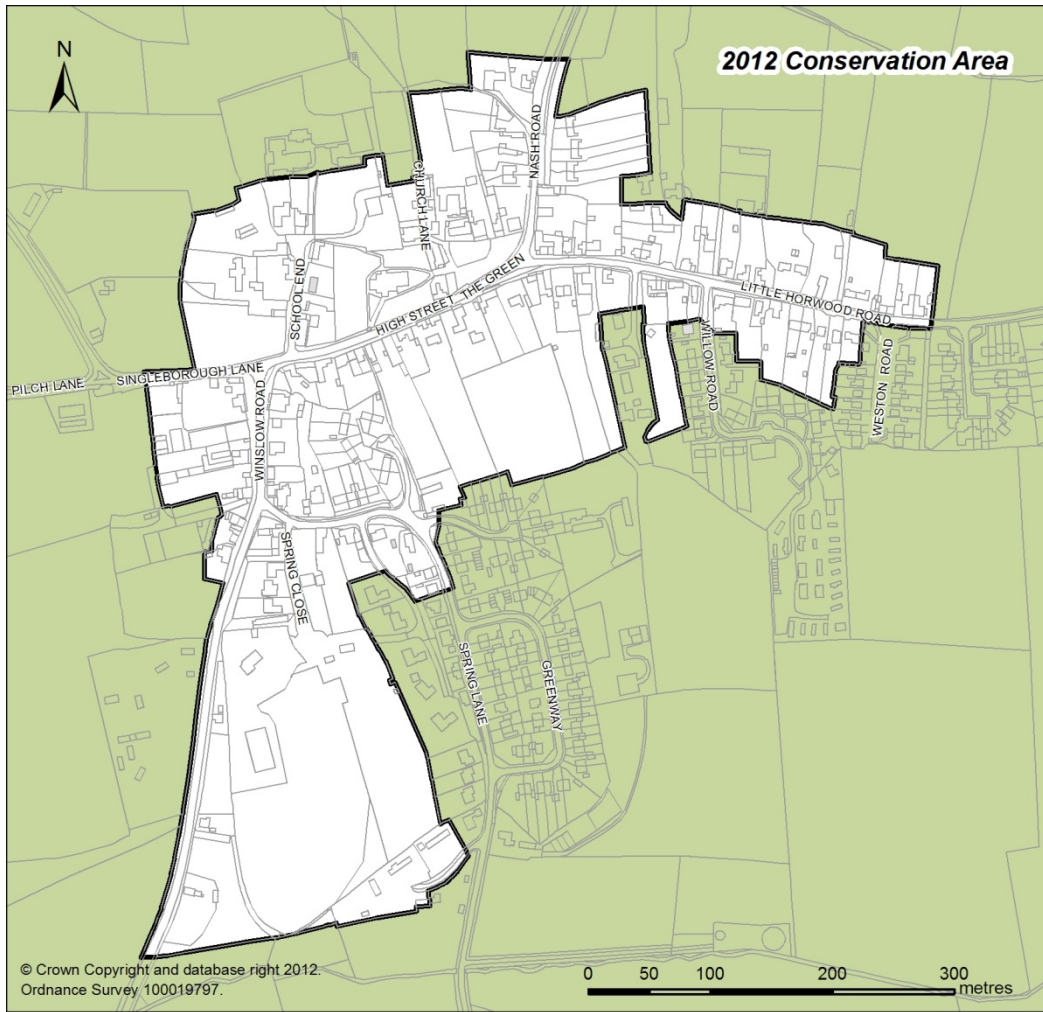 N
2012 Conservation Area
NASH ROAD
CHURCH LANE
SCHOOL END
HIGH STREET
THE GREEN
LITTLE HORWOOD ROAD
SINGLEBOROUGH LANE
PILCH LANE
WINSLOW ROAD
WILLOW ROAD
WESTON ROAD
SPRING CLOSE
SPRING LANE
GREENWAY
© Crown Copyright and database right 2012.
Ordnance Survey 100019797.
0 50 100 200 300
metres